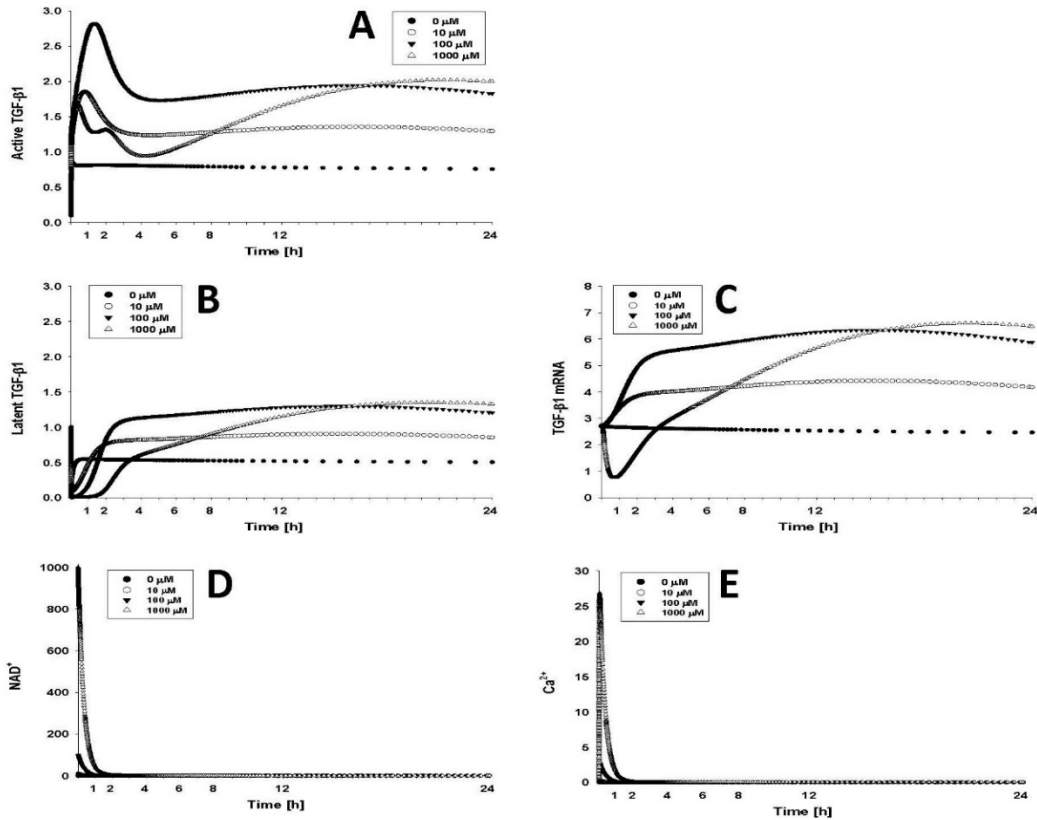 A
3.0
2.5
2.0
1.5
1.0
0.5
0.0
Active TGF-β1
0 µM
10 µM
100 µM
1000 µM
1 2 4 6 8 12 24
Time [h]
B
3.0
2.5
2.0
1.5
1.0
0.5
0.0
Latent TGF-β1
0 µM
10 µM
100 µM
1000 µM
1 2 4 6 8 12 24
Time [h]
C
8
7
6
5
4
3
2
1
0
TGF-β1 mRNA
0 µM
10 µM
100 µM
1000 µM
1 2 4 6 8 12 24
Time [h]
D
1000
800
600
400
200
0
NAD⁺
0 µM
10 µM
100 µM
1000 µM
1 2 4 6 8 12 24
Time [h]
E
30
25
20
15
10
5
0
Ca²⁺
0 µM
10 µM
100 µM
1000 µM
1 2 4 6 8 12 24
Time [h]